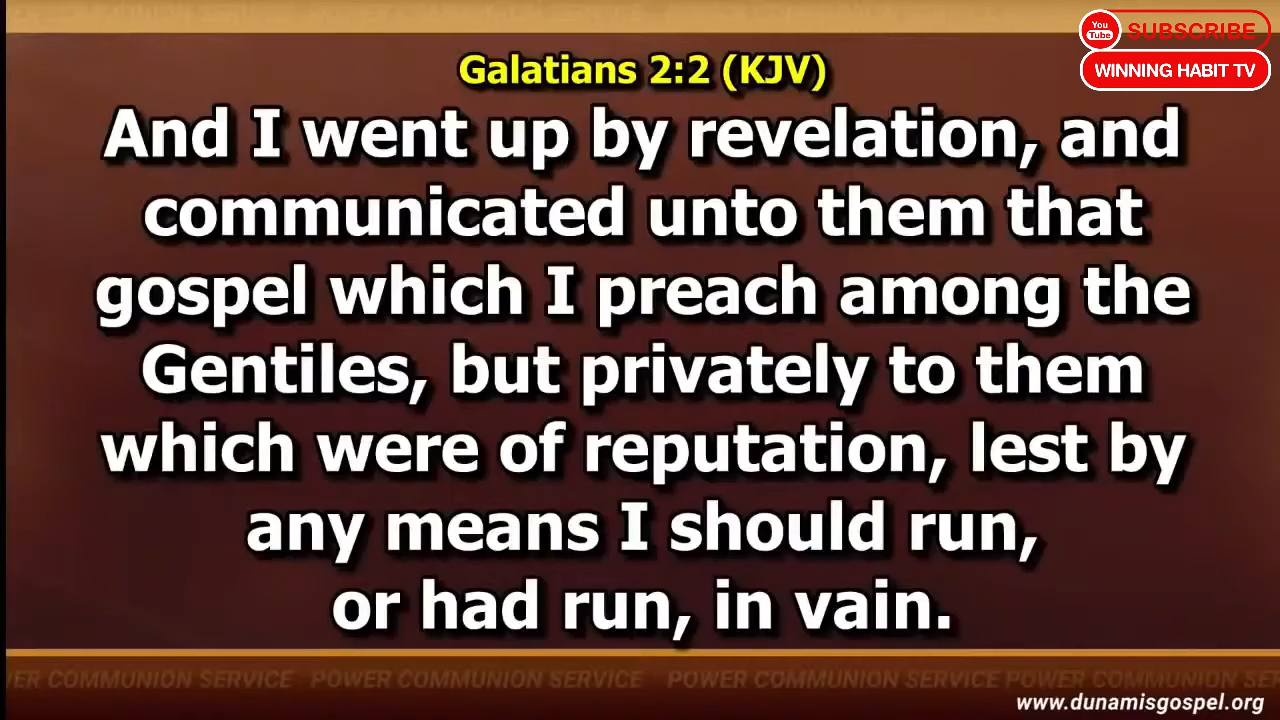 You
Tube
SUBSCRIBE
WINNING HABIT TV
Galatians 2:2 (KJV)
And I went up by revelation, and
communicated unto them that
gospel which I preach among the
Gentiles, but privately to them
which were of reputation, lest by
any means I should run,
or had run, in vain.
ER COMMUNION SERVICE POWER COMMUNION SERVICE POWER COMMUNION SERVICE POWER COMMUNION SE
www.dunamisgospel.org